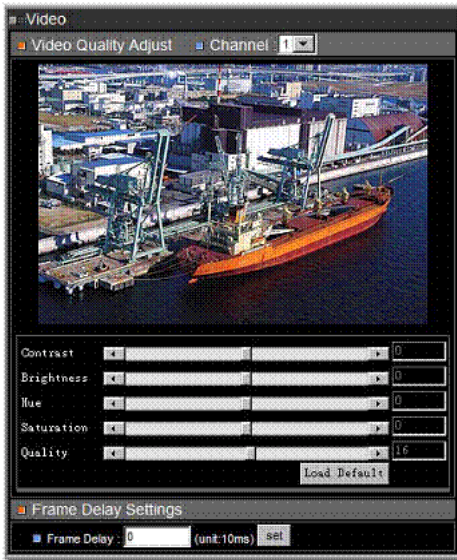 Video
Video Quality Adjust Channel : 1
Contrast 0
Brightness 0
Hue 0
Saturation 0
Quality 16
Load Default
Frame Delay Settings
Frame Delay : 0 (unit:10ms) set